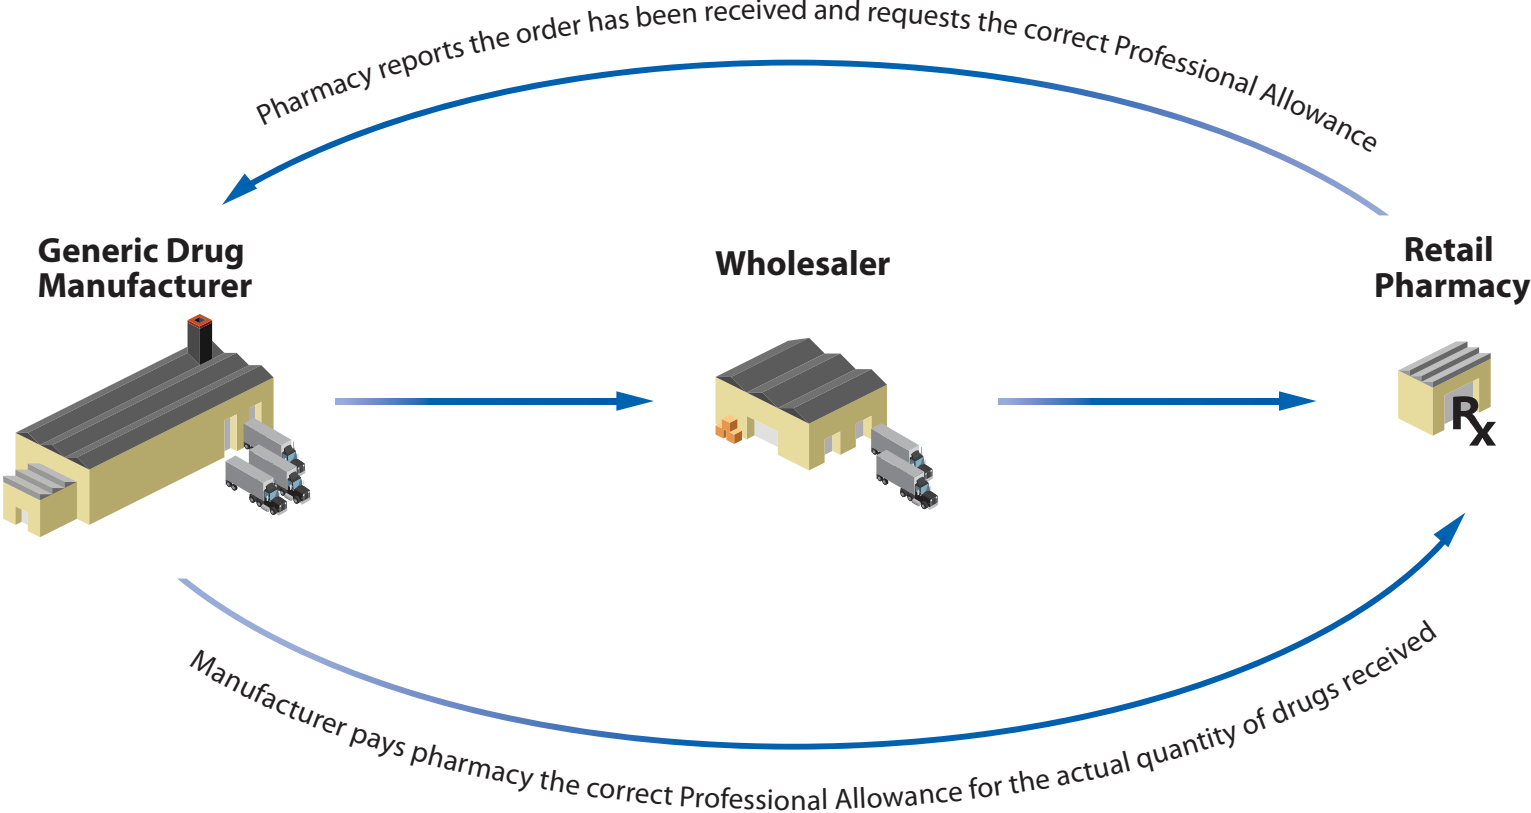 Pharmacy reports the order has been received and requests the correct Professional Allowance
Generic Drug
Manufacturer
Wholesaler
Retail
Pharmacy
Rx
Manufacturer pays pharmacy the correct Professional Allowance for the actual quantity of drugs received